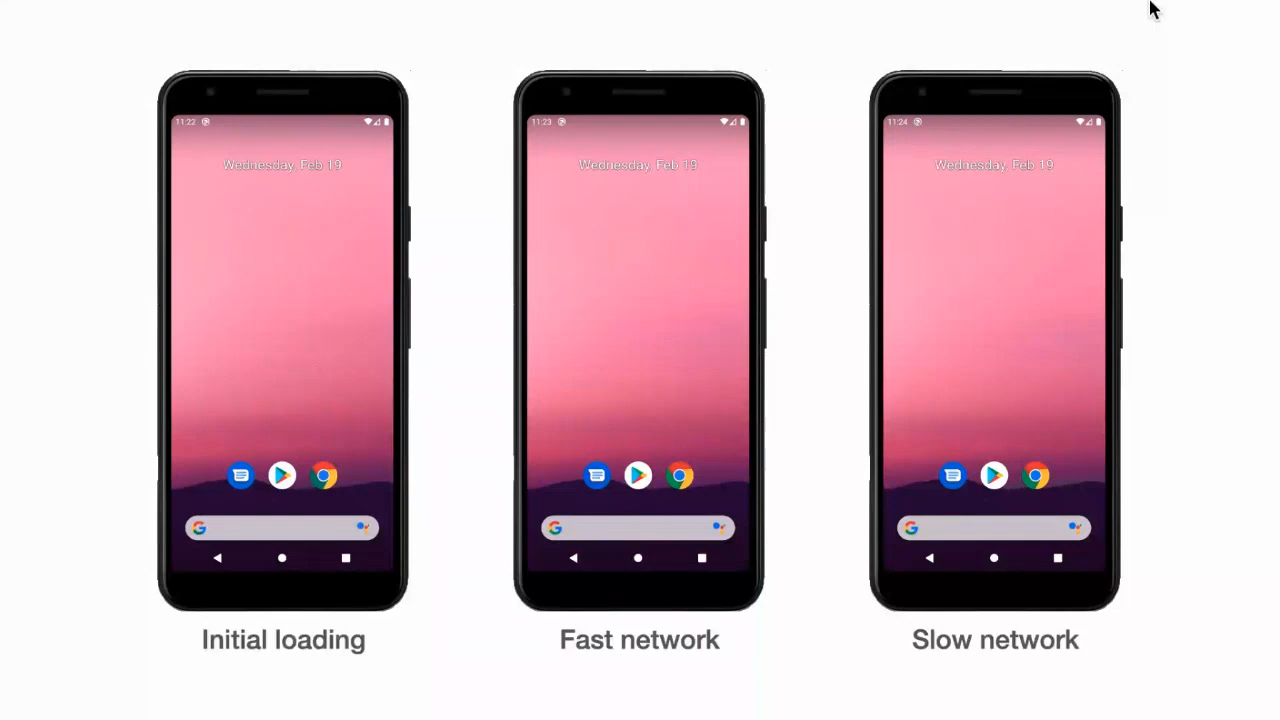 11:22
Wednesday, Feb 19
Initial loading
11:23
Wednesday, Feb 19
Fast network
11:24
Wednesday, Feb 19
Slow network